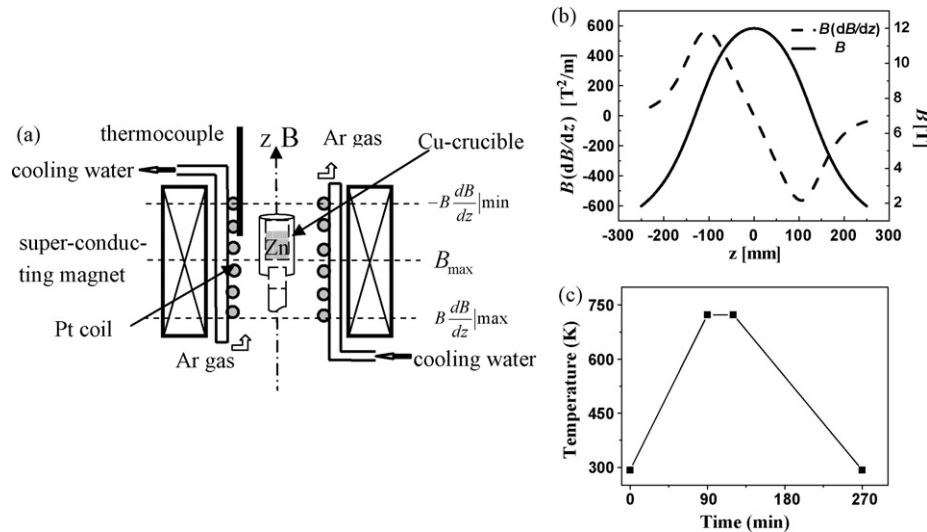 (a)
thermocouple
cooling water
z B
Ar gas
Cu-crucible
−B dB/dz|min
super-conduc-
ting magnet
Zn
B max
Pt coil
B dB/dz|max
Ar gas
cooling water
(b)
B(dB/dz) [T²/m]
600
400
200
0
-200
-400
-600
B(dB/dz)
B
12
10
8
6
4
2
B [T]
-300 -200 -100 0 100 200 300
z [mm]
(c)
Temperature (K)
750
600
450
300
0 90 180 270
Time (min)